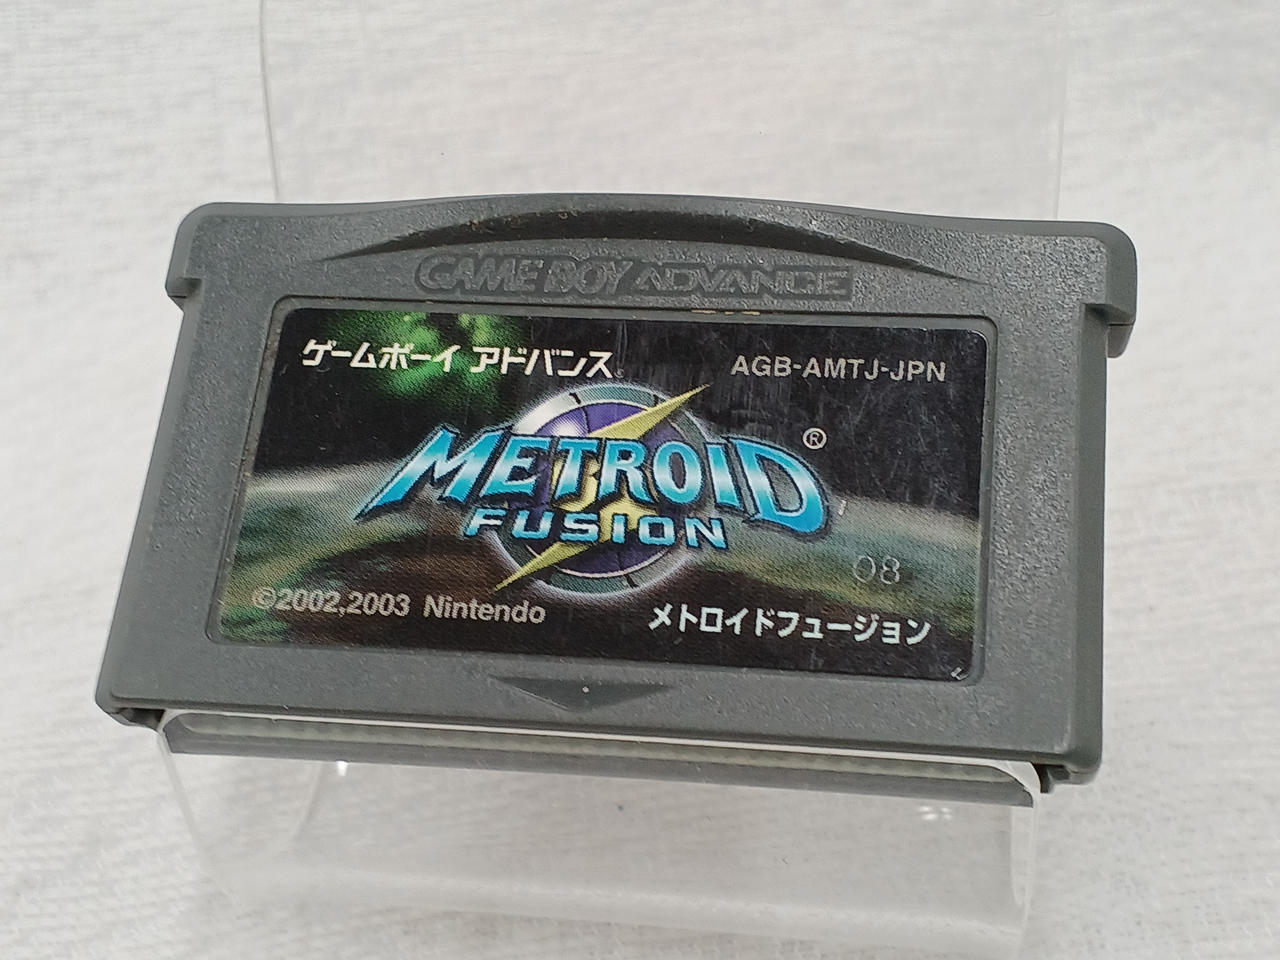 GAME BOY ADVANCE
ゲームボーイ アドバンス®
AGB-AMTJ-JPN
METROID®
FUSION
08
©2002,2003 Nintendo
メトロイドフュージョン